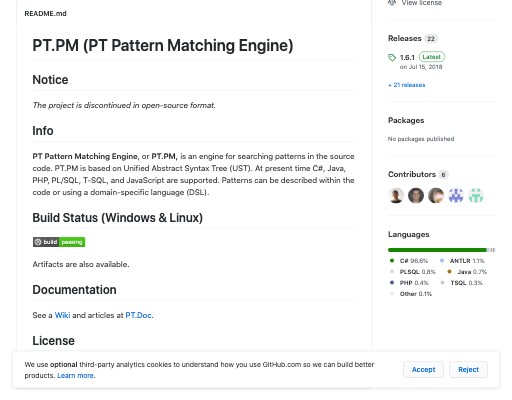 README.md
PT.PM (PT Pattern Matching Engine)
Notice
The project is discontinued in open-source format.
Info
PT Pattern Matching Engine, or PT.PM, is an engine for searching patterns in the source
code. PT.PM is based on Unified Abstract Syntax Tree (UST). At present time C#, Java,
PHP, PL/SQL, T-SQL, and JavaScript are supported. Patterns can be described within the
code or using a domain-specific language (DSL).
Build Status (Windows & Linux)
build passing
Artifacts are also available.
Documentation
See a Wiki and articles at PT.Doc.
License
View license
Releases 22
1.6.1 Latest
on Jul 15, 2018
+ 21 releases
Packages
No packages published
Contributors 6
Languages
C# 96.6% ANTLR 1.1%
PLSQL 0.8% Java 0.7%
PHP 0.4% TSQL 0.3%
Other 0.1%
We use optional third-party analytics cookies to understand how you use GitHub.com so we can build better
products. Learn more.
Accept Reject